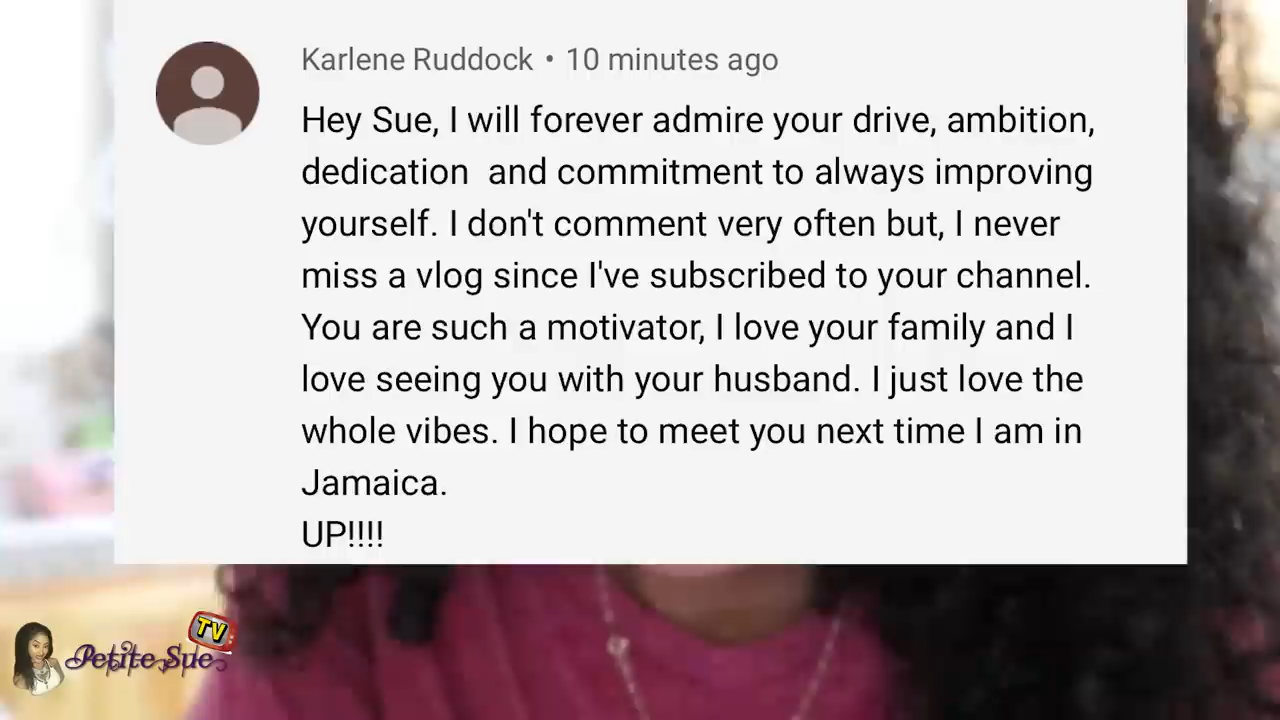 Karlene Ruddock • 10 minutes ago
Hey Sue, I will forever admire your drive, ambition,
dedication  and commitment to always improving
yourself. I don't comment very often but, I never
miss a vlog since I've subscribed to your channel.
You are such a motivator, I love your family and I
love seeing you with your husband. I just love the
whole vibes. I hope to meet you next time I am in
Jamaica.
UP!!!!
TV
Petite Sue